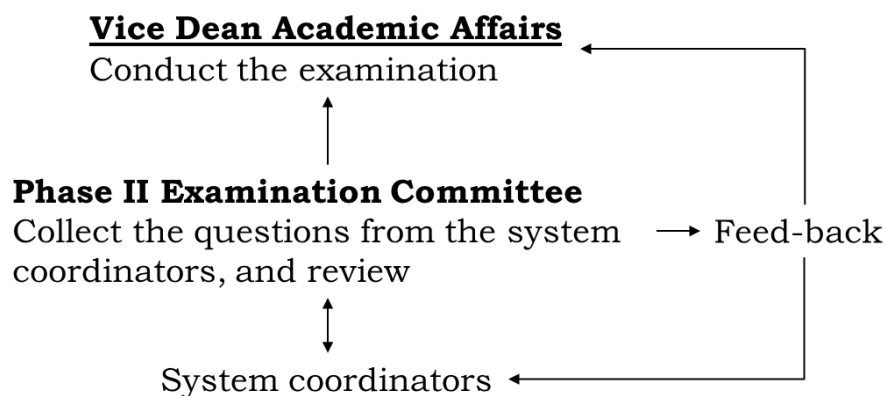 Vice Dean Academic Affairs
Conduct the examination
Phase II Examination Committee
Collect the questions from the system
coordinators, and review
Feed-back
System coordinators